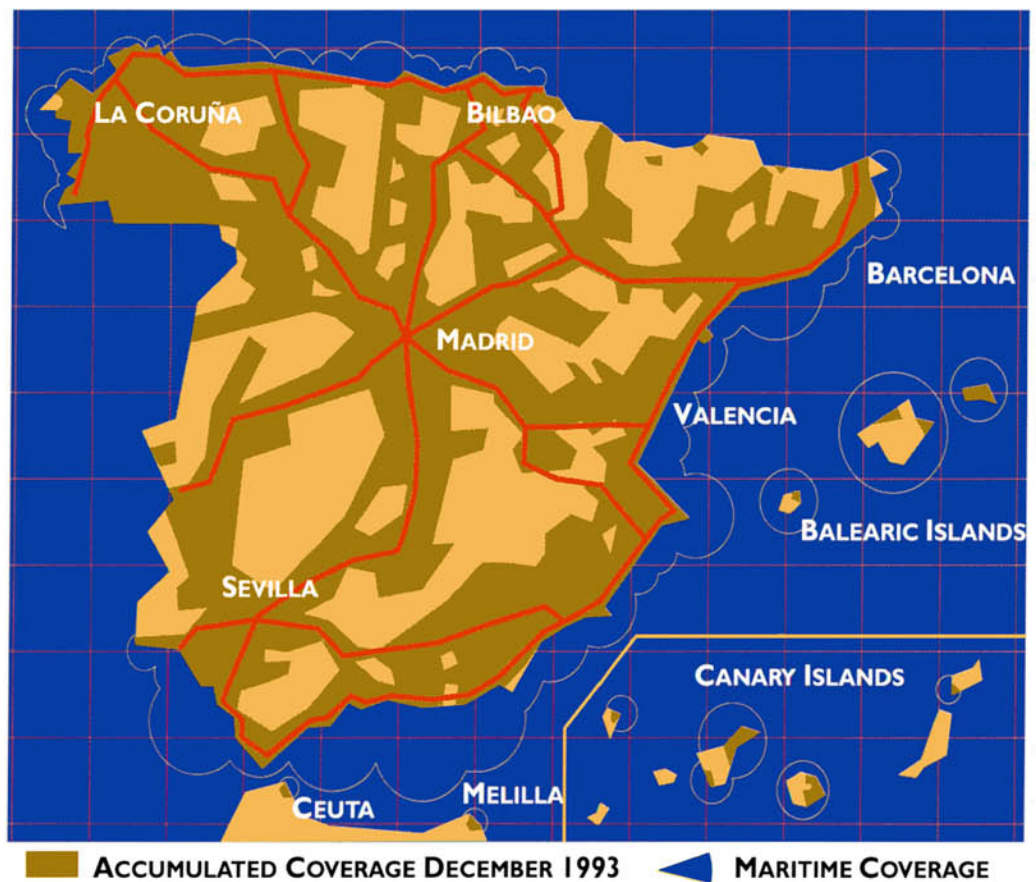 LA CORUÑA
BILBAO
BARCELONA
MADRID
VALENCIA
BALEARIC ISLANDS
SEVILLA
CANARY ISLANDS
CEUTA
MELILLA
ACCUMULATED COVERAGE DECEMBER 1993
MARITIME COVERAGE